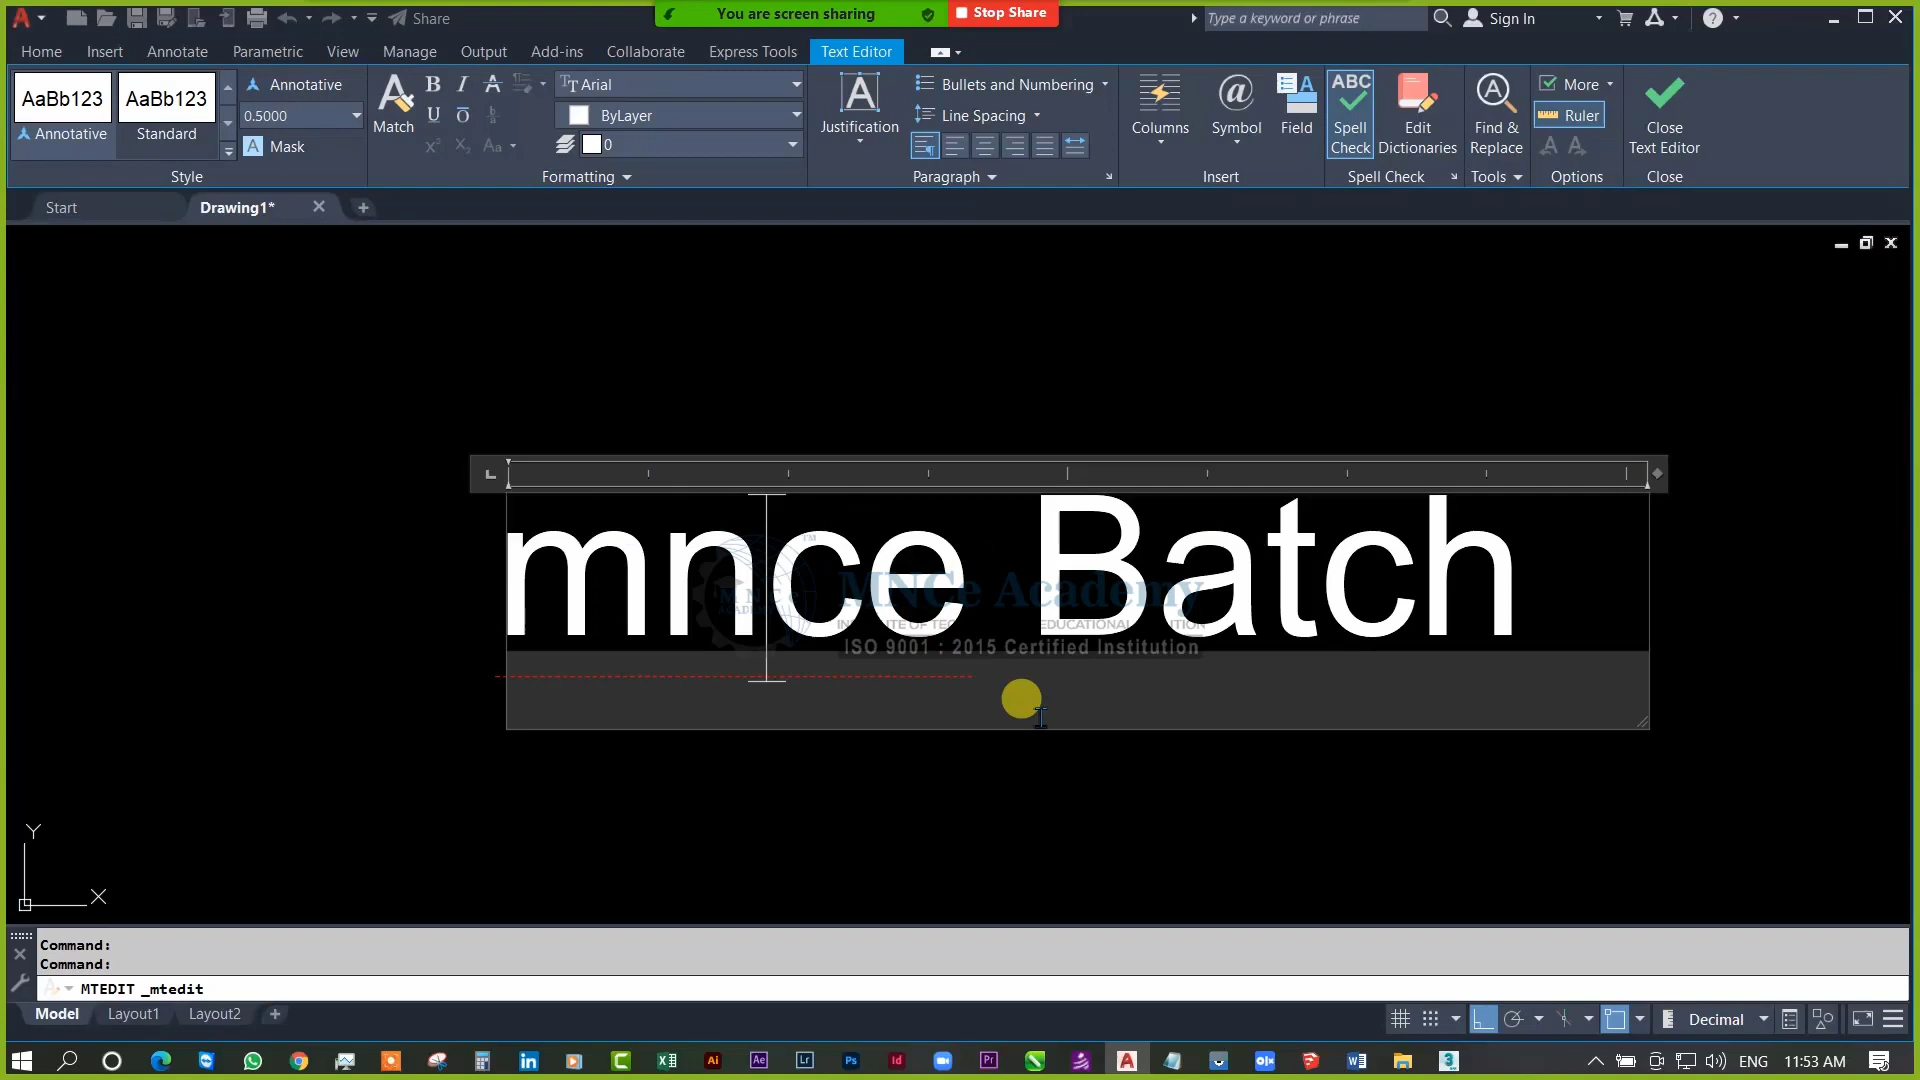 Share
You are screen sharing
Stop Share
Type a keyword or phrase
Sign In
Home Insert Annotate Parametric View Manage Output Add-ins Collaborate Express Tools Text Editor
AaBb123 AaBb123
Annotative Standard
Annotative
0.5000
Mask
Style
Match
Arial
ByLayer
0
Formatting
Justification
Bullets and Numbering
Line Spacing
Paragraph
Columns
Symbol
Field
Insert
ABC
Spell Check
Edit Dictionaries
Spell Check
Find & Replace
Tools
More
Ruler
Options
Close Text Editor
Close
Start Drawing1*
mnce Batch
MNCe Academy
ISO 9001 : 2015 Certified Institution
Y
X
Command:
Command:
MTEDIT _mtedit
Model Layout1 Layout2
Decimal
ENG 11:53 AM